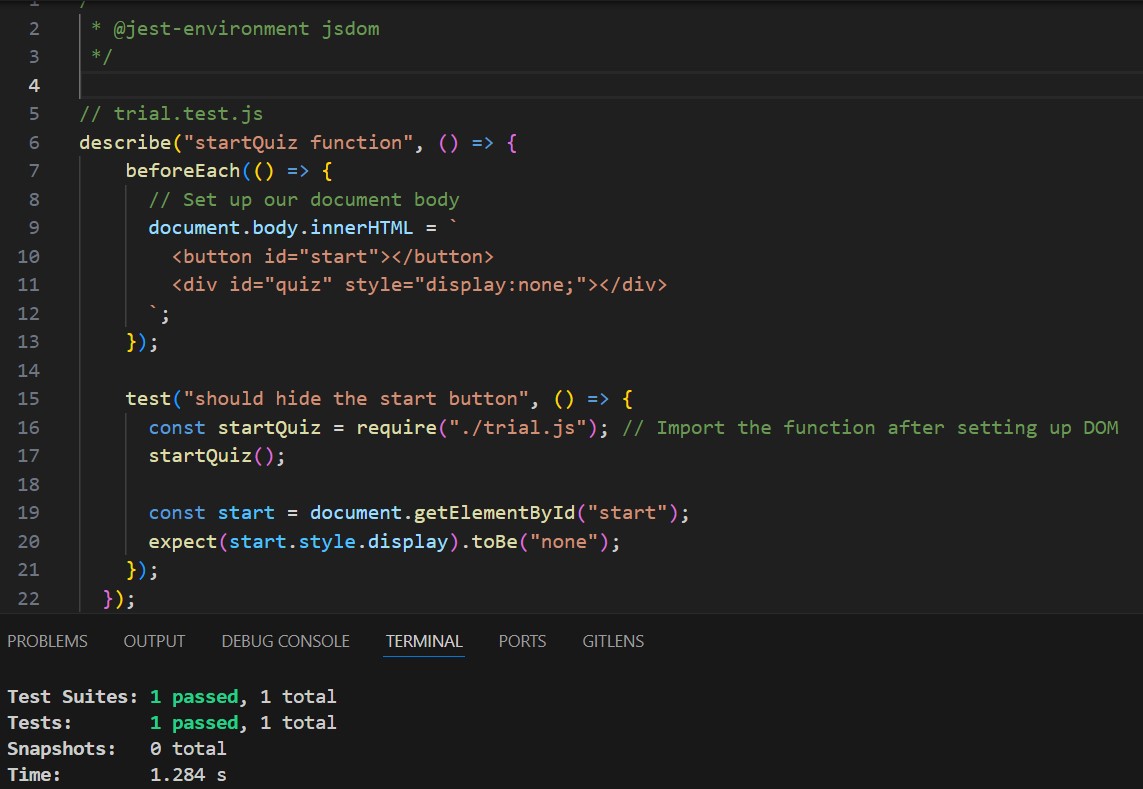 1 /
2 * @jest-environment jsdom
3 */
4
5 // trial.test.js
6 describe("startQuiz function", () => {
7 beforeEach(() => {
8 // Set up our document body
9 document.body.innerHTML = `
10 <button id="start"></button>
11 <div id="quiz" style="display:none;"></div>
12 `;
13 });
14
15 test("should hide the start button", () => {
16 const startQuiz = require("./trial.js"); // Import the function after setting up DOM
17 startQuiz();
18
19 const start = document.getElementById("start");
20 expect(start.style.display).toBe("none");
21 });
22 });
PROBLEMS OUTPUT DEBUG CONSOLE TERMINAL PORTS GITLENS
Test Suites: 1 passed, 1 total
Tests: 1 passed, 1 total
Snapshots: 0 total
Time: 1.284 s